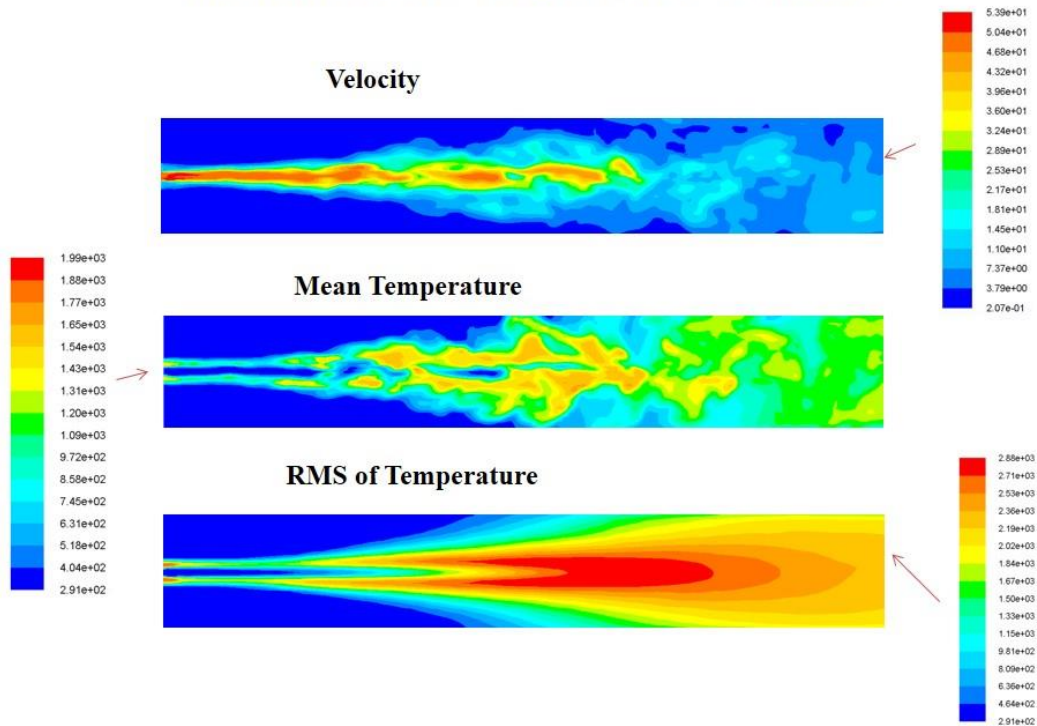 Velocity
5.39e+01
5.04e+01
4.68e+01
4.32e+01
3.96e+01
3.60e+01
3.24e+01
2.89e+01
2.53e+01
2.17e+01
1.81e+01
1.45e+01
1.10e+01
7.37e+00
3.79e+00
2.07e-01
Mean Temperature
1.99e+03
1.88e+03
1.77e+03
1.65e+03
1.54e+03
1.43e+03
1.31e+03
1.20e+03
1.09e+03
9.72e+02
8.58e+02
7.45e+02
6.31e+02
5.18e+02
4.04e+02
2.91e+02
RMS of Temperature
2.88e+03
2.71e+03
2.53e+03
2.36e+03
2.19e+03
2.02e+03
1.84e+03
1.67e+03
1.50e+03
1.33e+03
1.15e+03
9.81e+02
8.09e+02
6.36e+02
4.64e+02
2.91e+02